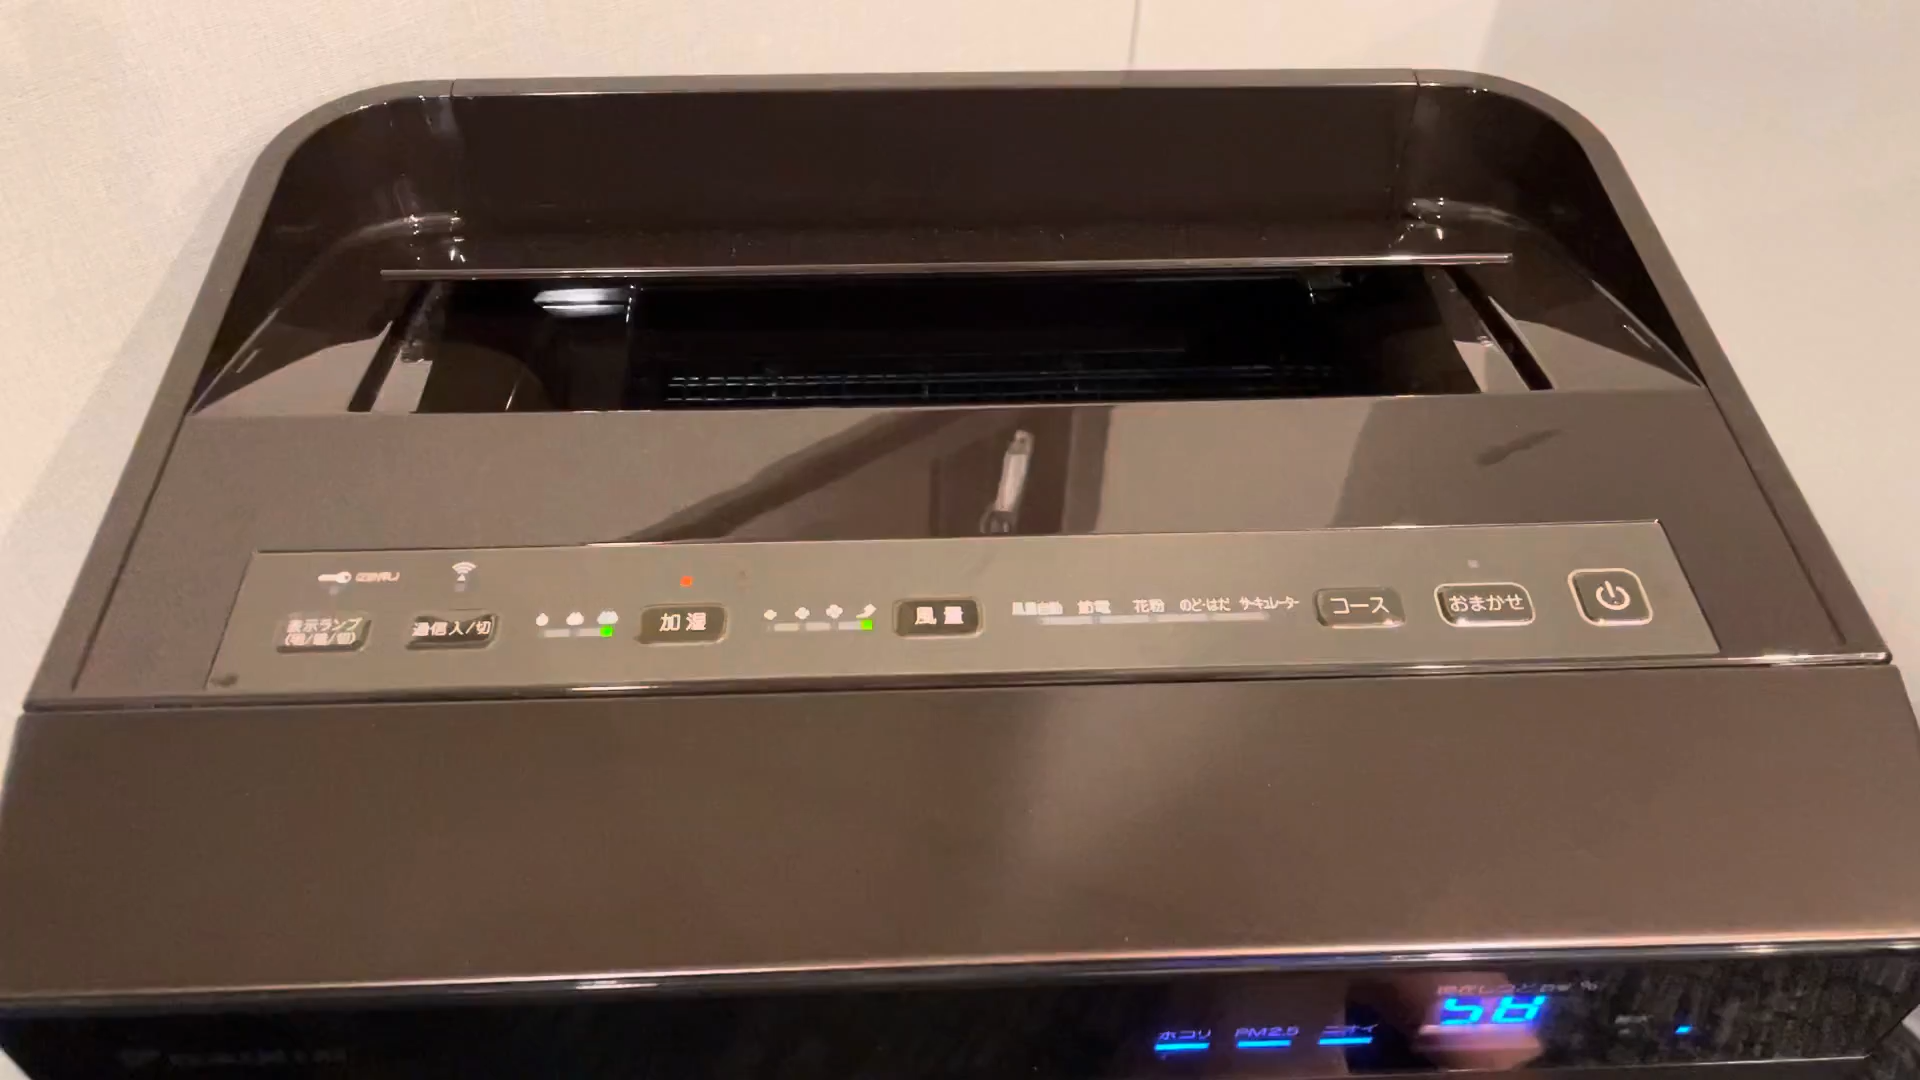 表示ランプ
(明/暗/切)
通信入/切
加湿
風量
風量自動 節電 花粉 のど・はだ サーキュレーター
コース
おまかせ
ホコリ PM2.5 ニオイ
58